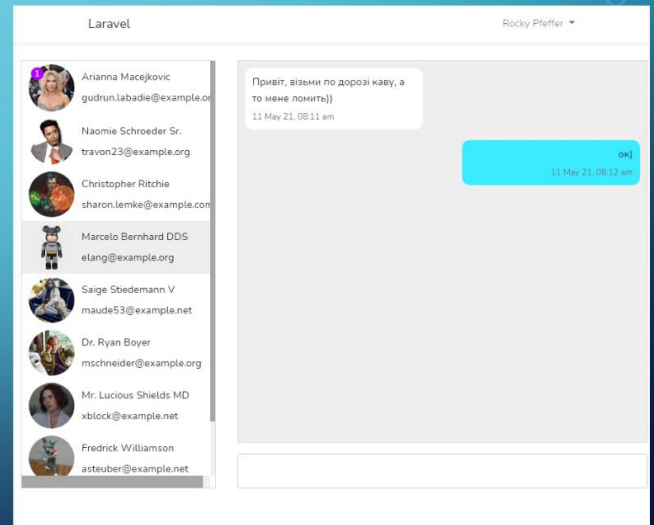 Laravel
Rocky Pfeffer
1
Arianna Macejkovic
gudrun.labadie@example.or
Naomie Schroeder Sr.
travon23@example.org
Christopher Ritchie
sharon.lemke@example.com
Marcelo Bernhard DDS
elang@example.org
Saige Stiedemann V
maude53@example.net
Dr. Ryan Boyer
mschneider@example.org
Mr. Lucious Shields MD
xblock@example.net
Fredrick Williamson
asteuber@example.net
Привіт, візьми по дорозі каву, а
то мене ломить))
11 May 21, 08:11 am
ок)
11 May 21, 08:12 am